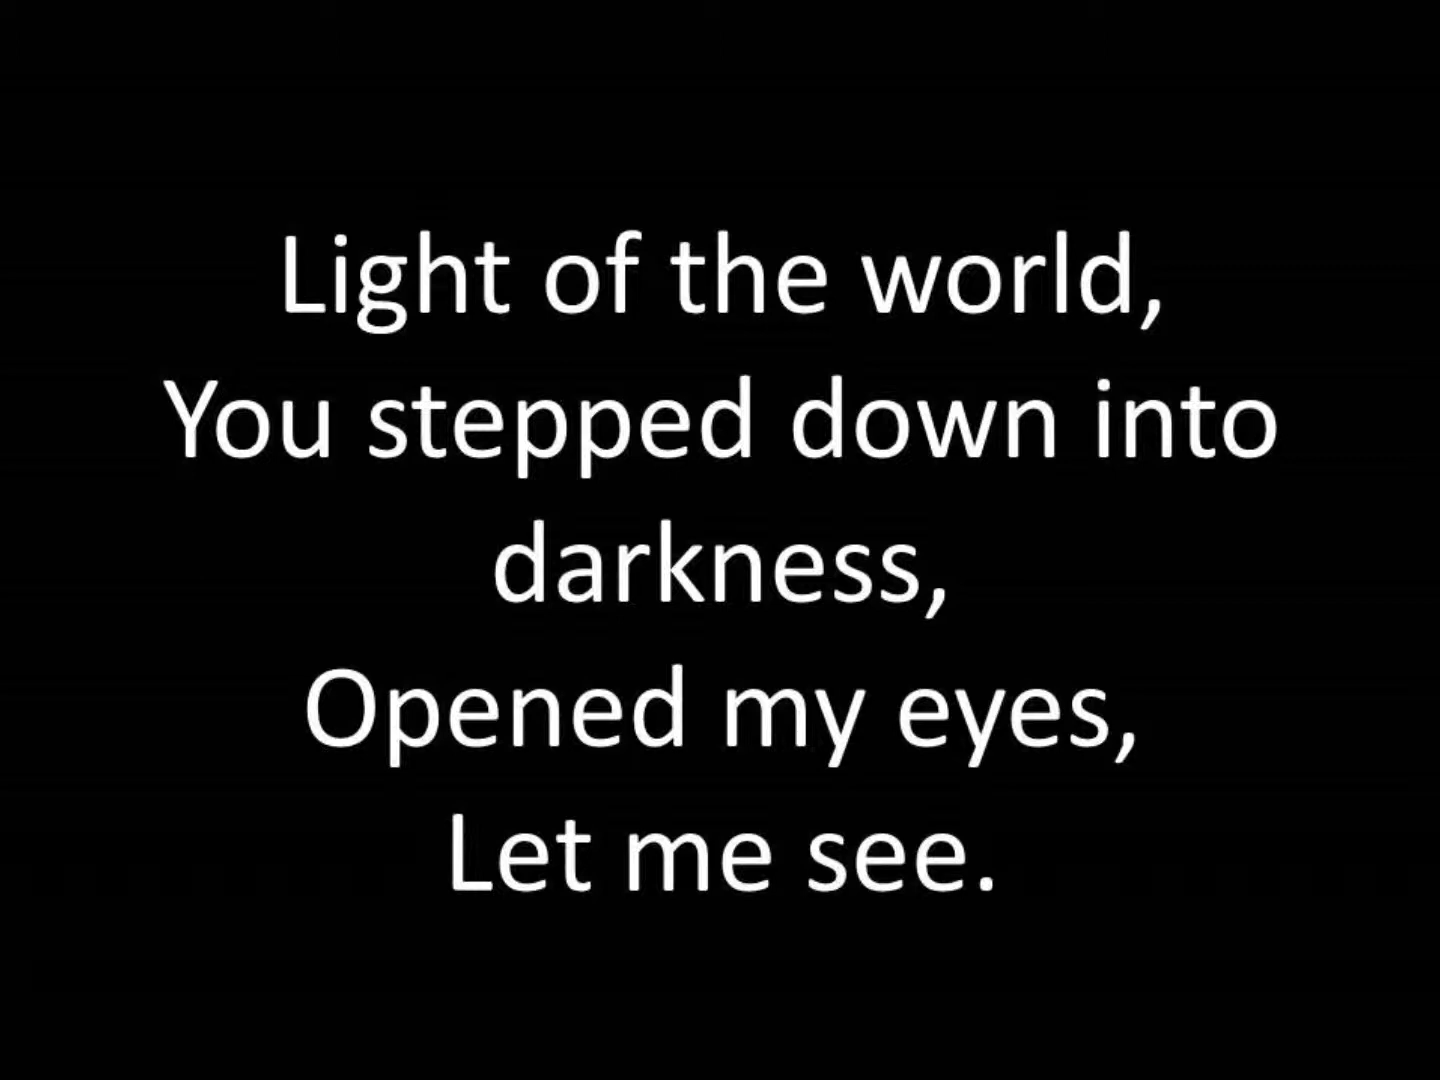 Light of the world,
You stepped down into
darkness,
Opened my eyes,
Let me see.